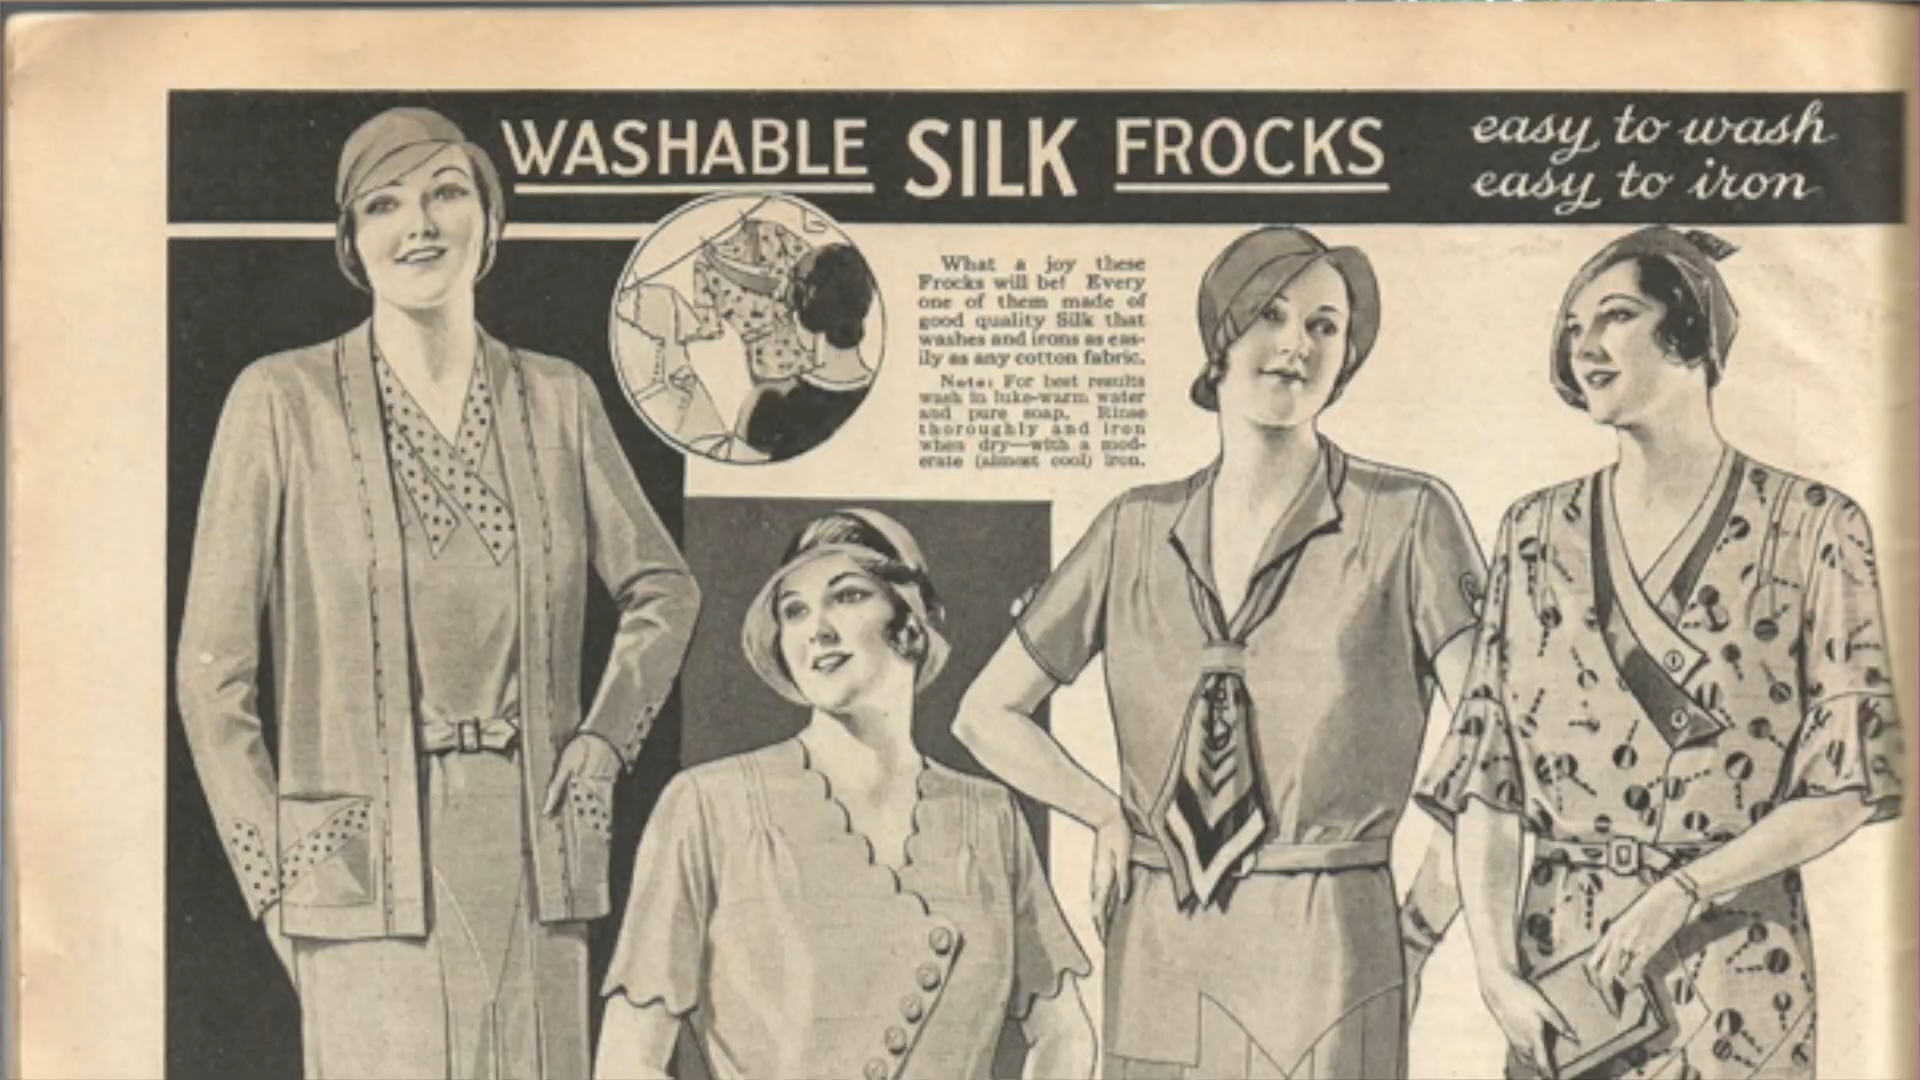 WASHABLE SILK FROCKS
easy to wash
easy to iron
What a joy these
Frocks will be! Every
one of them made of
good quality Silk that
washes and irons as eas-
ily as any cotton fabric.
Note: For best results
wash in luke-warm water
and pure soap. Rinse
thoroughly and iron
when dry—with a mod-
erate (almost cool) iron.